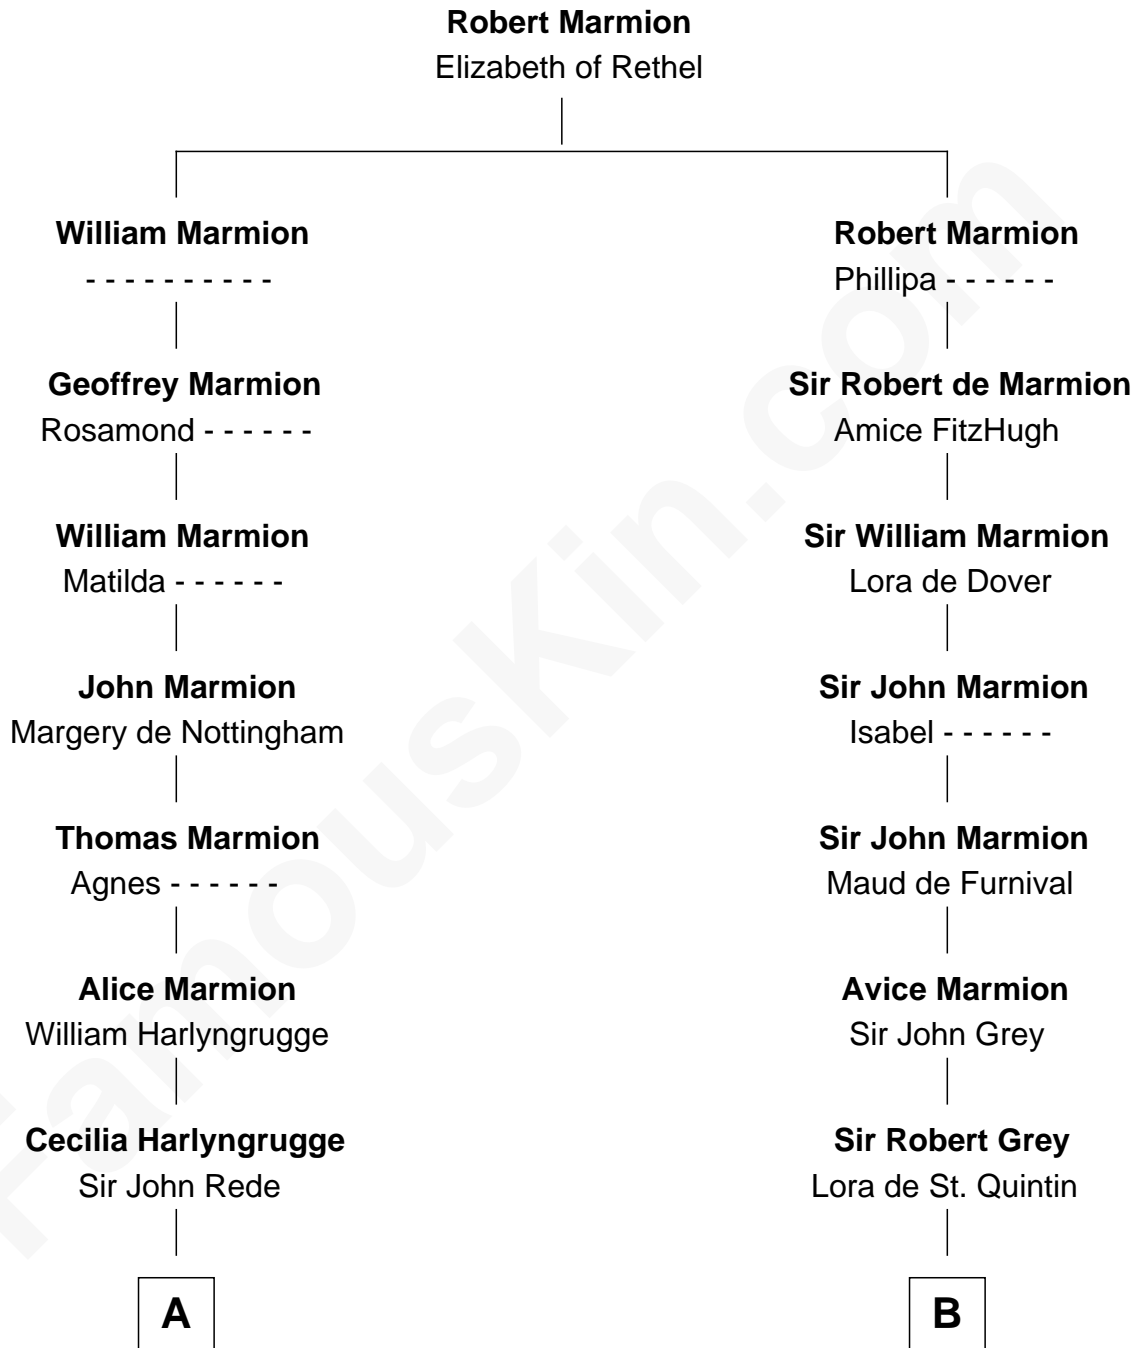 Robert Marmion
Elizabeth of Rethel
William Marmion
- - - - - - - - - -
Geoffrey Marmion
Rosamond - - - - - -
William Marmion
Matilda - - - - - -
John Marmion
Margery de Nottingham
Thomas Marmion
Agnes - - - - - -
Alice Marmion
William Harlyngrugge
Cecilia Harlyngrugge
Sir John Rede
A
Robert Marmion
Phillipa - - - - - -
Sir Robert de Marmion
Amice FitzHugh
Sir William Marmion
Lora de Dover
Sir John Marmion
Isabel - - - - - -
Sir John Marmion
Maud de Furnival
Avice Marmion
Sir John Grey
Sir Robert Grey
Lora de St. Quintin
B
FamousKin.com